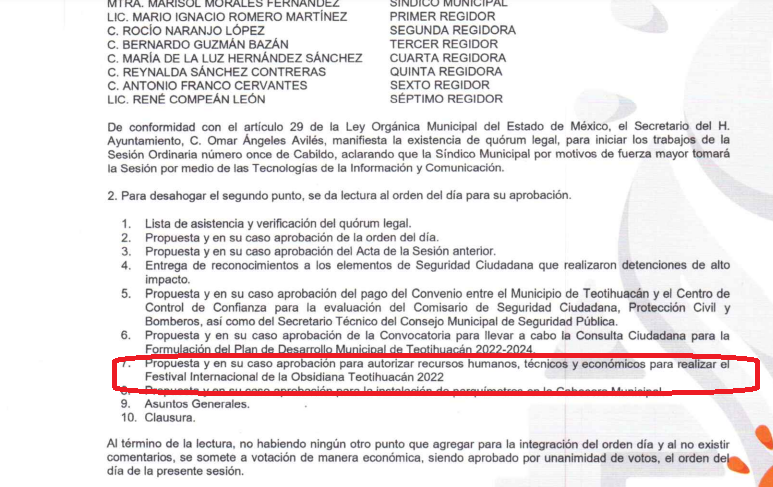 MTRA. MARISOL MORALES FERNÁNDEZ SÍNDICO MUNICIPAL
LIC. MARIO IGNACIO ROMERO MARTÍNEZ PRIMER REGIDOR
C. ROCÍO NARANJO LÓPEZ SEGUNDA REGIDORA
C. BERNARDO GUZMÁN BAZÁN TERCER REGIDOR
C. MARÍA DE LA LUZ HERNÁNDEZ SÁNCHEZ CUARTA REGIDORA
C. REYNALDA SÁNCHEZ CONTRERAS QUINTA REGIDORA
C. ANTONIO FRANCO CERVANTES SEXTO REGIDOR
LIC. RENÉ COMPEÁN LEÓN SÉPTIMO REGIDOR
De conformidad con el artículo 29 de la Ley Orgánica Municipal del Estado de México, el Secretario del H.
Ayuntamiento, C. Omar Ángeles Avilés, manifiesta la existencia de quórum legal, para iniciar los trabajos de la
Sesión Ordinaria número once de Cabildo, aclarando que la Síndico Municipal por motivos de fuerza mayor tomará
la Sesión por medio de las Tecnologías de la Información y Comunicación.
2. Para desahogar el segundo punto, se da lectura al orden del día para su aprobación.
1. Lista de asistencia y verificación del quórum legal.
2. Propuesta y en su caso aprobación de la orden del día.
3. Propuesta y en su caso aprobación del Acta de la Sesión anterior.
4. Entrega de reconocimientos a los elementos de Seguridad Ciudadana que realizaron detenciones de alto
impacto.
5. Propuesta y en su caso aprobación del pago del Convenio entre el Municipio de Teotihuacán y el Centro de
Control de Confianza para la evaluación del Comisario de Seguridad Ciudadana, Protección Civil y
Bomberos, así como del Secretario Técnico del Consejo Municipal de Seguridad Pública.
6. Propuesta y en su caso aprobación de la Convocatoria para llevar a cabo la Consulta Ciudadana para la
Formulación del Plan de Desarrollo Municipal de Teotihuacán 2022-2024.
7. Propuesta y en su caso aprobación para autorizar recursos humanos, técnicos y económicos para realizar el
Festival Internacional de la Obsidiana Teotihuacán 2022
8. Propuesta y en su caso aprobación para la instalación de parquímetros en la Cabecera Municipal.
9. Asuntos Generales.
10. Clausura.
Al término de la lectura, no habiendo ningún otro punto que agregar para la integración del orden día y al no existir
comentarios, se somete a votación de manera económica, siendo aprobado por unanimidad de votos, el orden del
día de la presente sesión.